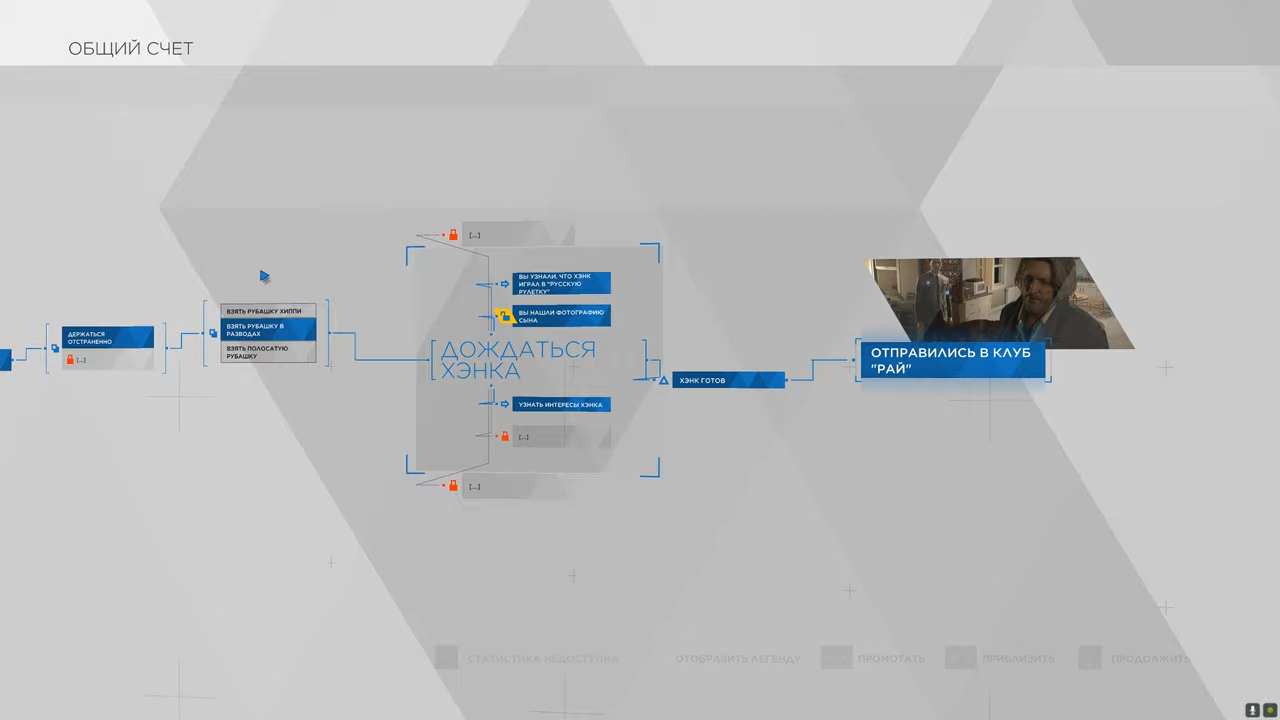 ОБЩИЙ СЧЕТ
ДЕРЖАТЬСЯ
ОТСТРАНЕННО
[...]
ВЗЯТЬ РУБАШКУ ХИППИ
ВЗЯТЬ РУБАШКУ В
РАЗВОДАХ
ВЗЯТЬ ПОЛОСАТУЮ
РУБАШКУ
[...]
ВЫ УЗНАЛИ, ЧТО ХЭНК
ИГРАЛ В "РУССКУЮ
РУЛЕТКУ"
ВЫ НАШЛИ ФОТОГРАФИЮ
СЫНА
ДОЖДАТЬСЯ
ХЭНКА
УЗНАТЬ ИНТЕРЕСЫ ХЭНКА
[...]
[...]
ХЭНК ГОТОВ
ОТПРАВИЛИСЬ В КЛУБ
"РАЙ"
СТАТИСТИКА НЕДОСТУПНА
ОТОБРАЗИТЬ ЛЕГЕНДУ
ПРОМОТАТЬ
ПРИБЛИЗИТЬ
ПРОДОЛЖИТЬ